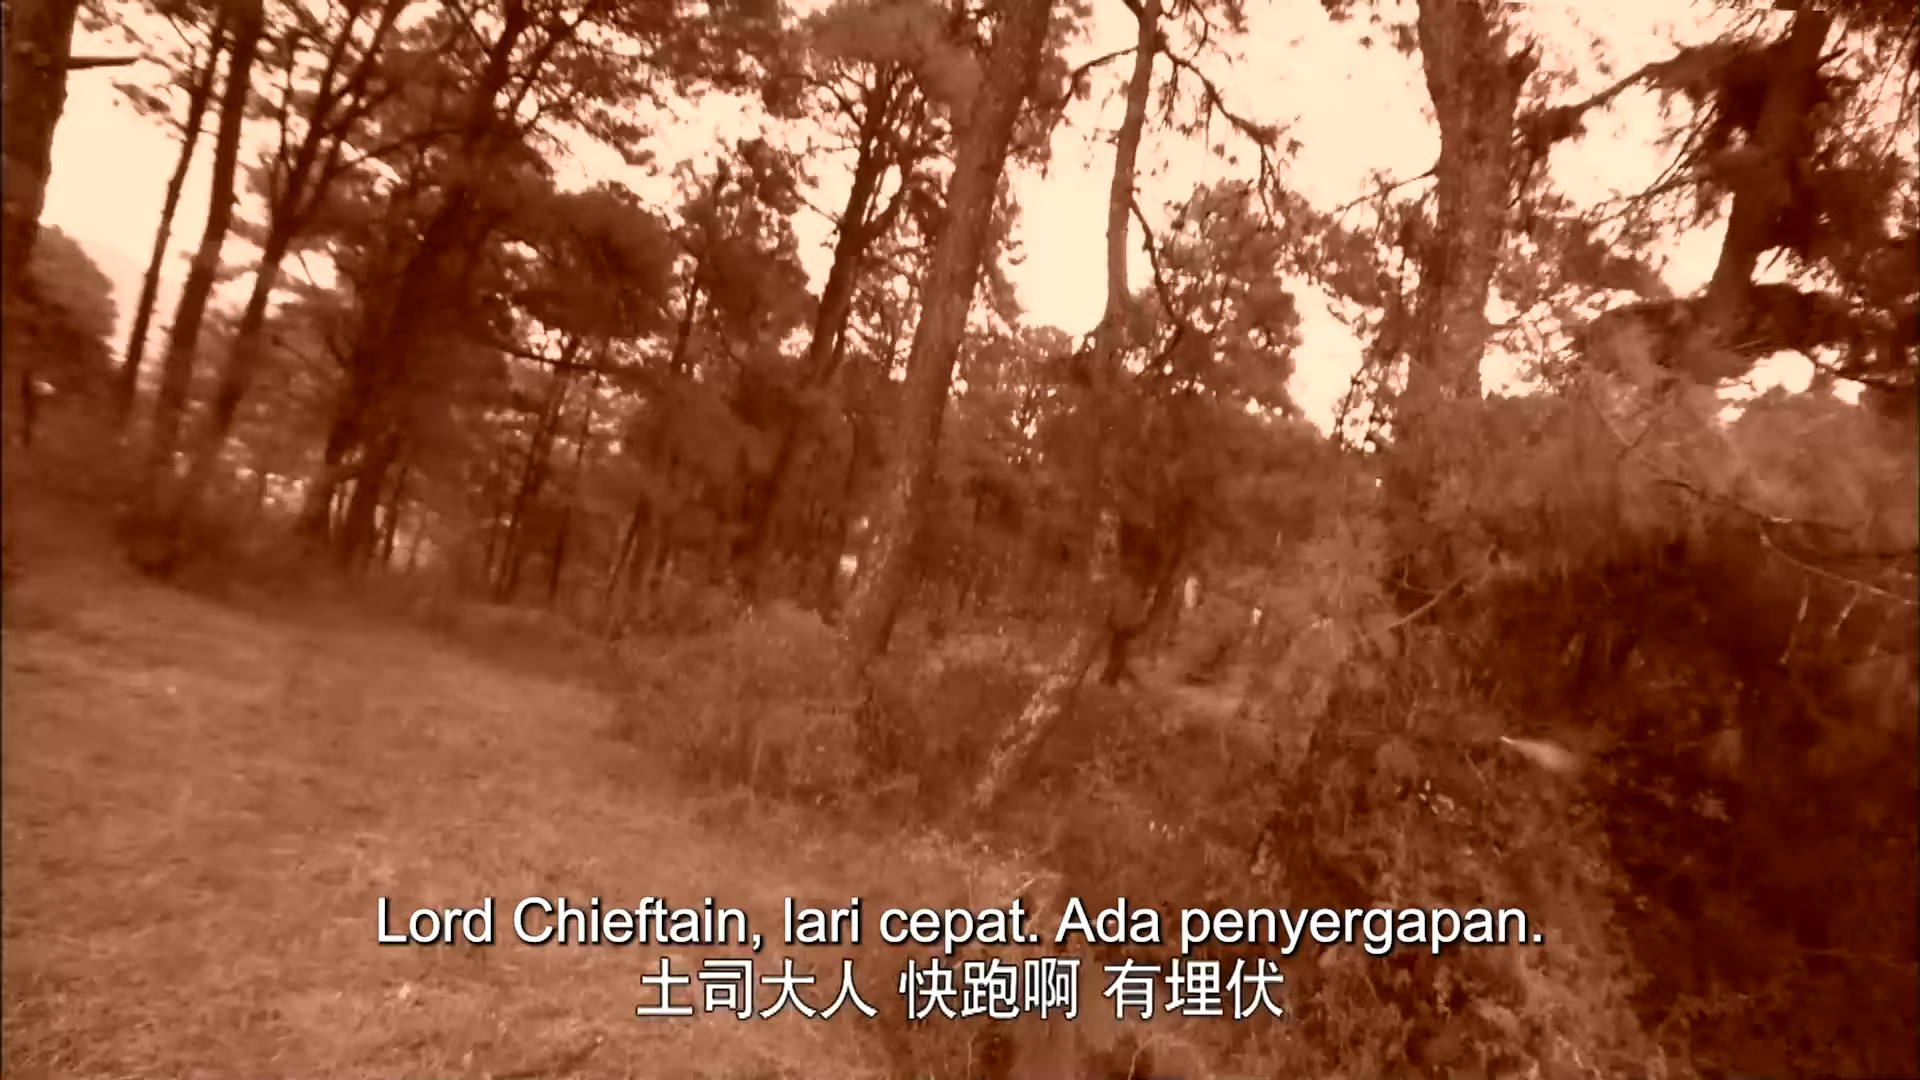 Lord Chieftain, lari cepat. Ada penyergapan.
土司大人 快跑啊 有埋伏